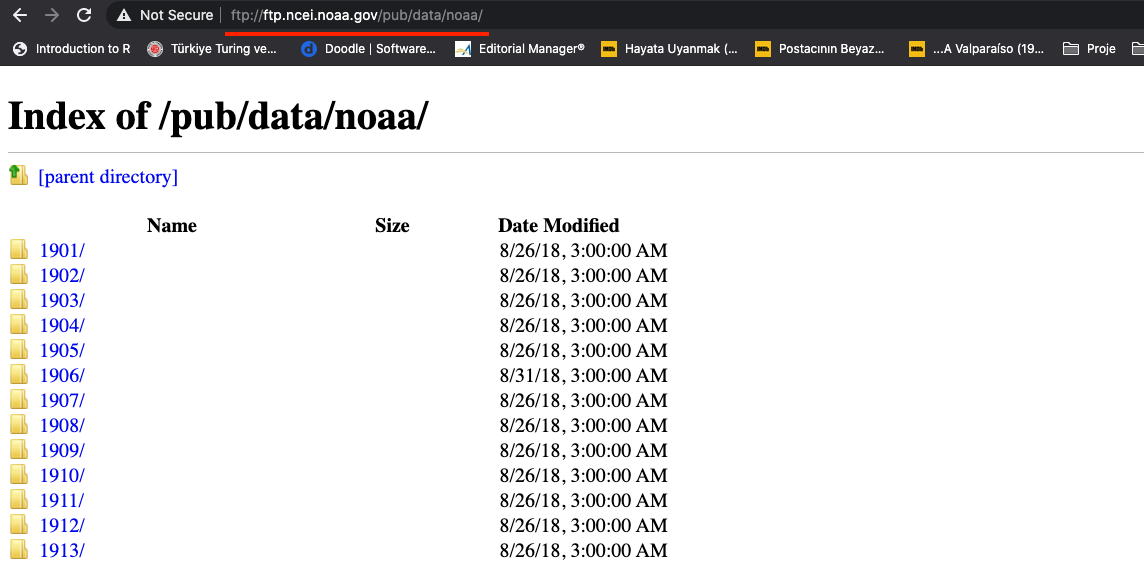 Not Secure | ftp://ftp.ncei.noaa.gov/pub/data/noaa/
Introduction to R Türkiye Turing ve... Doodle | Software... Editorial Manager® Hayata Uyanmak (... Postacının Beyaz... ...A Valparaíso (19... Proje
Index of /pub/data/noaa/
[parent directory]
Name Size Date Modified
1901/ 8/26/18, 3:00:00 AM
1902/ 8/26/18, 3:00:00 AM
1903/ 8/26/18, 3:00:00 AM
1904/ 8/26/18, 3:00:00 AM
1905/ 8/26/18, 3:00:00 AM
1906/ 8/31/18, 3:00:00 AM
1907/ 8/26/18, 3:00:00 AM
1908/ 8/26/18, 3:00:00 AM
1909/ 8/26/18, 3:00:00 AM
1910/ 8/26/18, 3:00:00 AM
1911/ 8/26/18, 3:00:00 AM
1912/ 8/26/18, 3:00:00 AM
1913/ 8/26/18, 3:00:00 AM